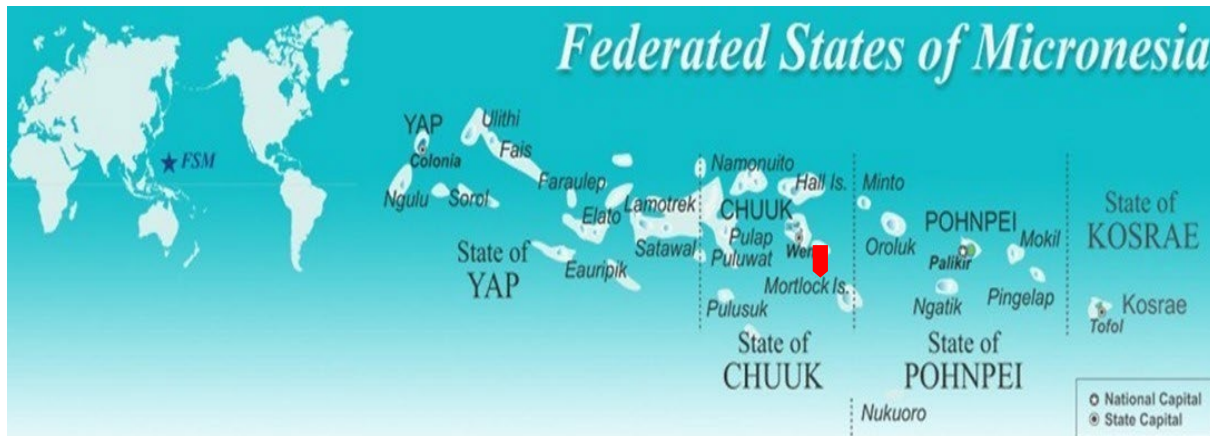 Federated States of Micronesia
FSM
YAP
Colonia
Ulithi
Fais
Ngulu
Sorol
Faraulep
Elato
Lamotrek
Satawal
Eauripik
State of
YAP
Namonuito
Hall Is.
CHUUK
Pulap
Puluwat
Pulusuk
Mortlock Is.
State of
CHUUK
Minto
Oroluk
POHNPEI
Palikir
Mokil
Ngatik
Pingelap
State of
POHNPEI
Nukuoro
State of
KOSRAE
Kosrae
Tofol
National Capital
State Capital